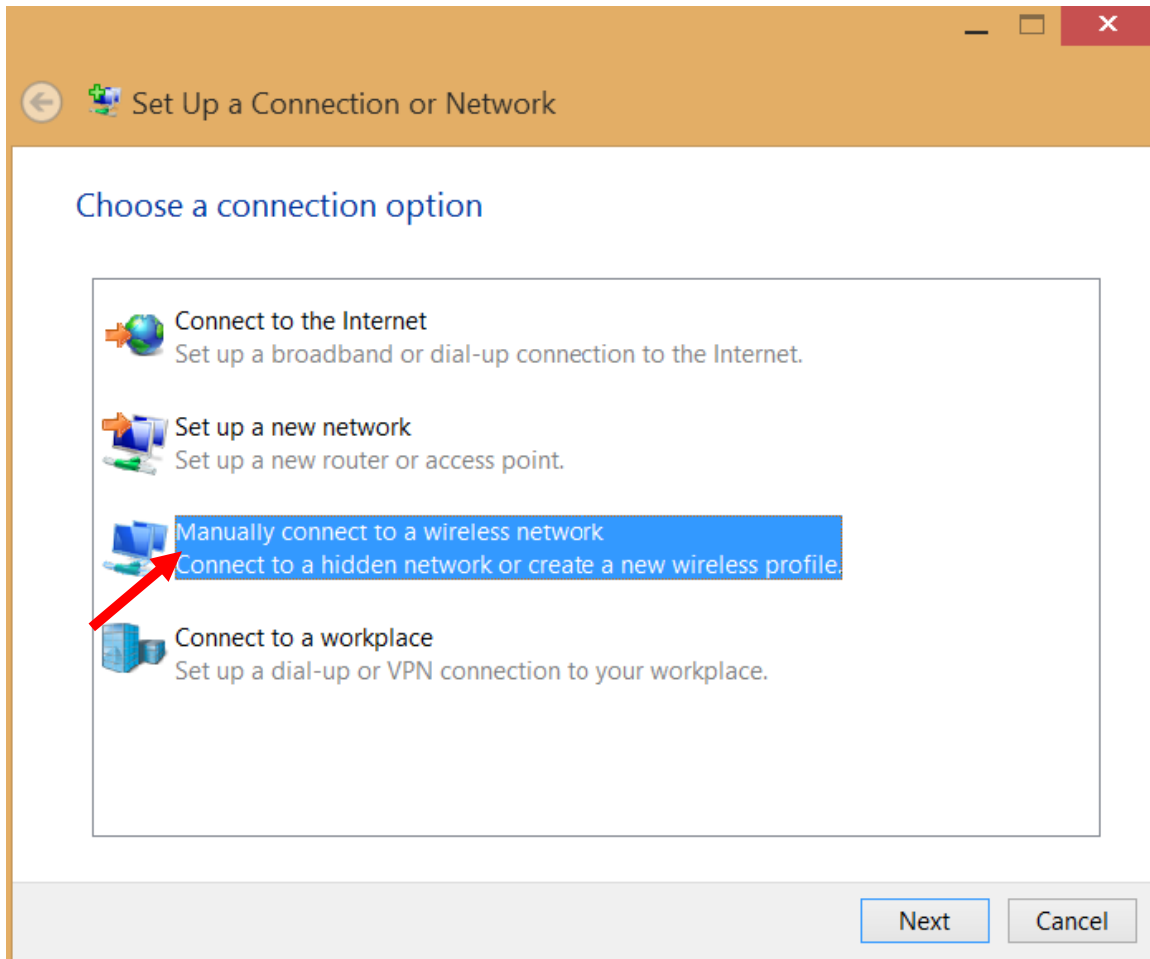 Set Up a Connection or Network
Choose a connection option
Connect to the Internet
Set up a broadband or dial-up connection to the Internet.
Set up a new network
Set up a new router or access point.
Manually connect to a wireless network
Connect to a hidden network or create a new wireless profile.
Connect to a workplace
Set up a dial-up or VPN connection to your workplace.
Next Cancel